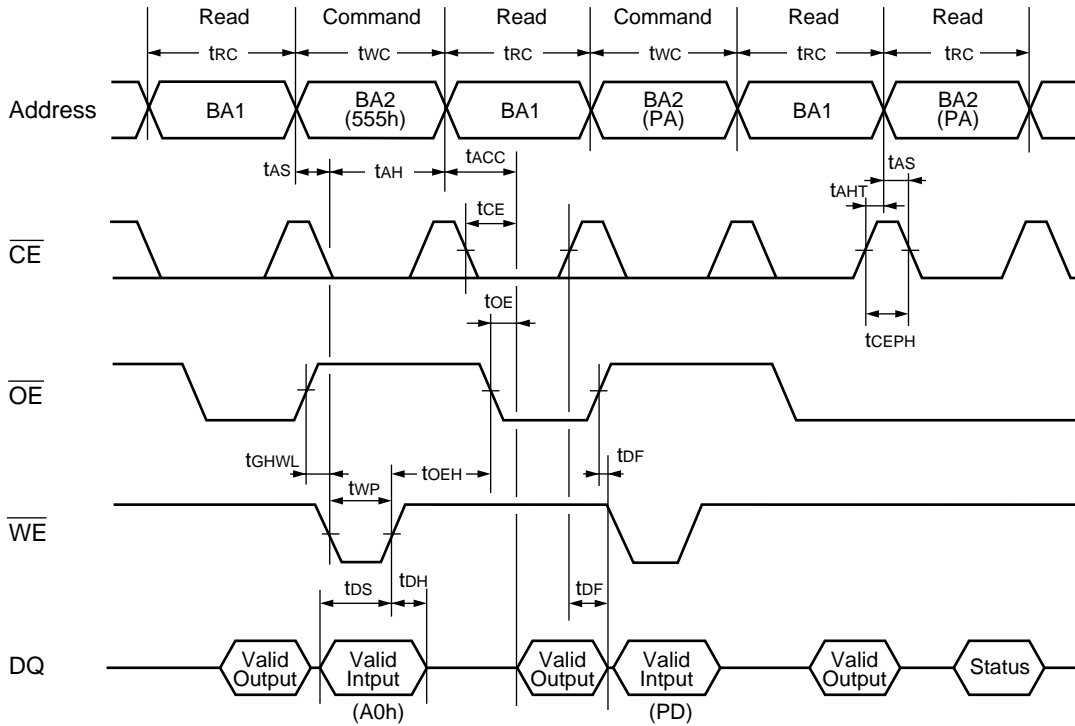 Read Command Read Command Read Read
tRC tWC tRC tWC tRC tRC
Address BA1 BA2 BA1 BA2 BA1 BA2
(555h) (PA) (PA)
tAS tAH tACC tAS
tAHT
tCE
CE
tOE
tCEPH
OE
tGHWL tOEH tDF
tWP
WE
tDS tDH tDF
DQ Valid Valid Valid Valid Valid Status
Output Intput Output Intput Output
(A0h) (PD)